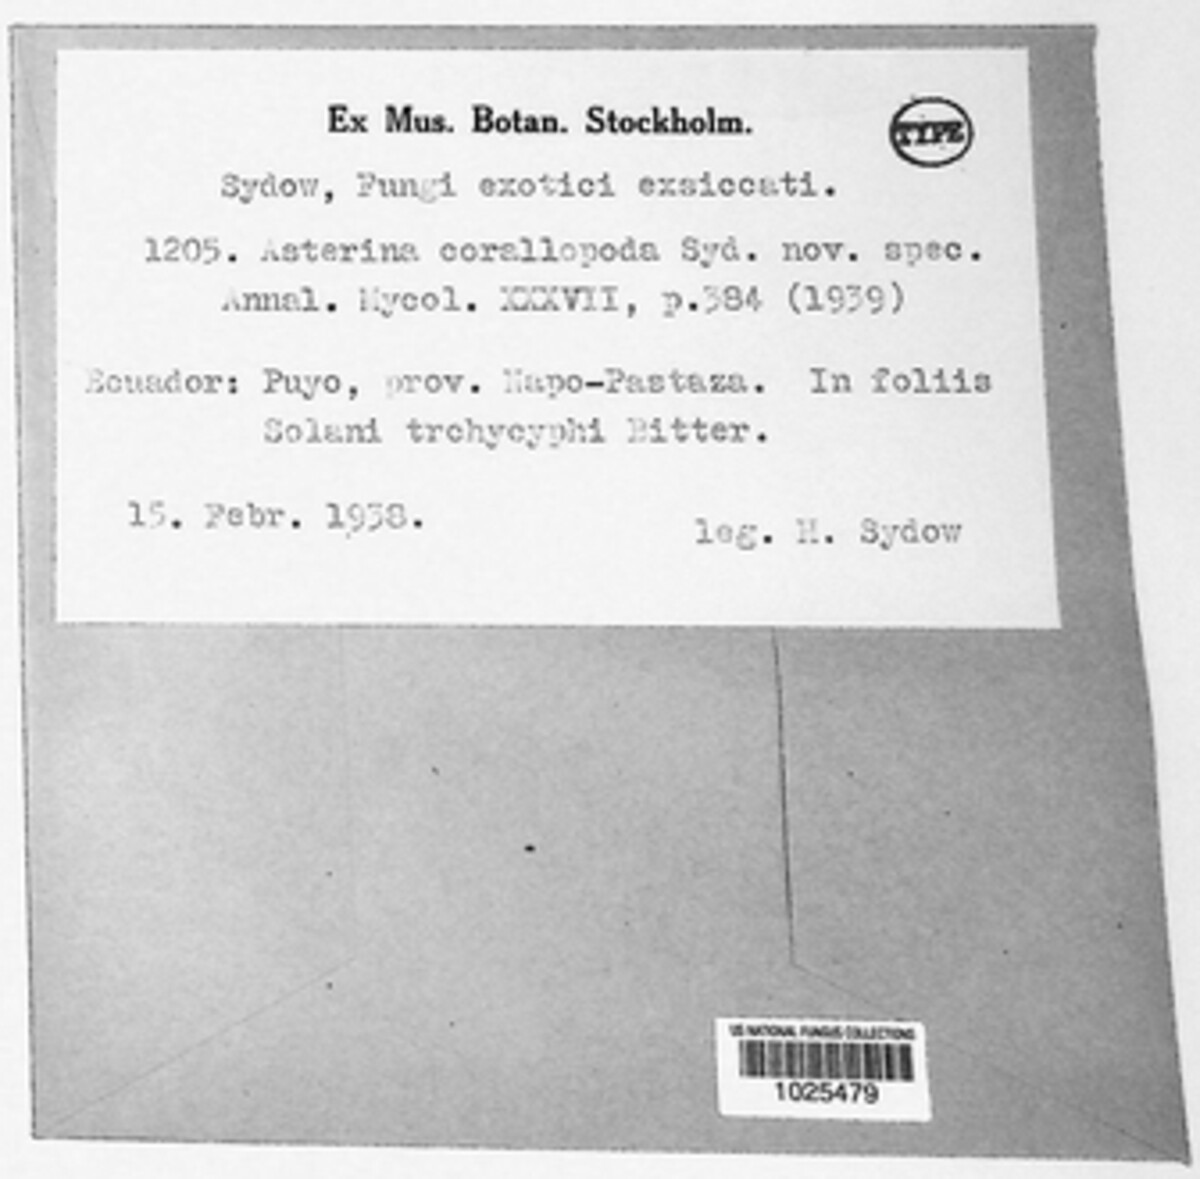 Ex Mus. Botan. Stockholm.
TYPE
Sydow, Fungi exotici exsiccati.
1205. Asterina corallopoda Syd. nov. spec.
Annal. Mycol. XXXVII, p.384 (1939)
Ecuador: Puyo, prov. Napo-Pastaza. In foliis
Solani trchycyphi Bitter.
15. Febr. 1938.
leg. H. Sydow
US NATIONAL FUNGUS COLLECTIONS
1025479